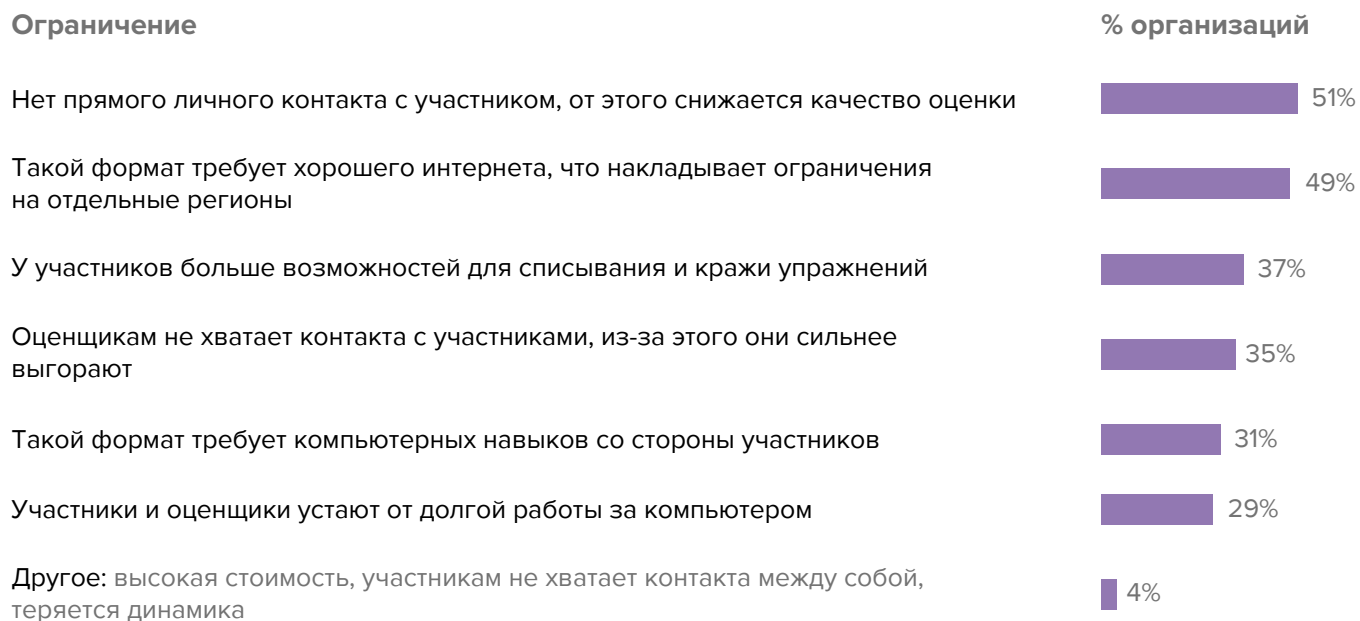 Ограничение % организаций
Нет прямого личного контакта с участником, от этого снижается качество оценки 51%
Такой формат требует хорошего интернета, что накладывает ограничения
на отдельные регионы 49%
У участников больше возможностей для списывания и кражи упражнений 37%
Оценщикам не хватает контакта с участниками, из-за этого они сильнее
выгорают 35%
Такой формат требует компьютерных навыков со стороны участников 31%
Участники и оценщики устают от долгой работы за компьютером 29%
Другое: высокая стоимость, участникам не хватает контакта между собой,
теряется динамика 4%